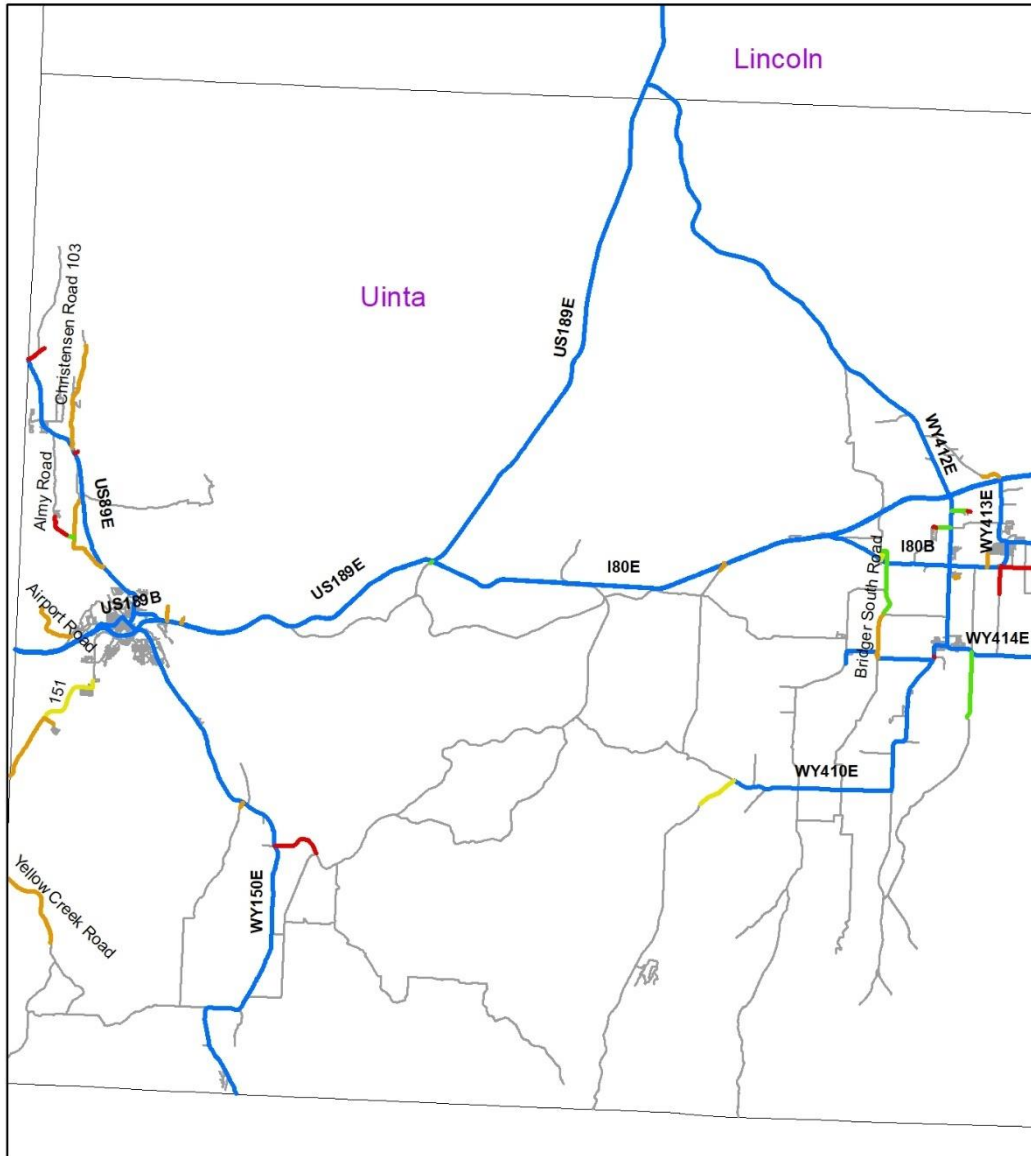 Lincoln
Uinta
US189E
Christensen Road 103
WY412E
US89E
Almy Road
WY413E
I80B
I80E
US189E
US189B
Airport Road
Bridger South Road
WY414E
151
WY410E
WY150E
Yellow Creek Road